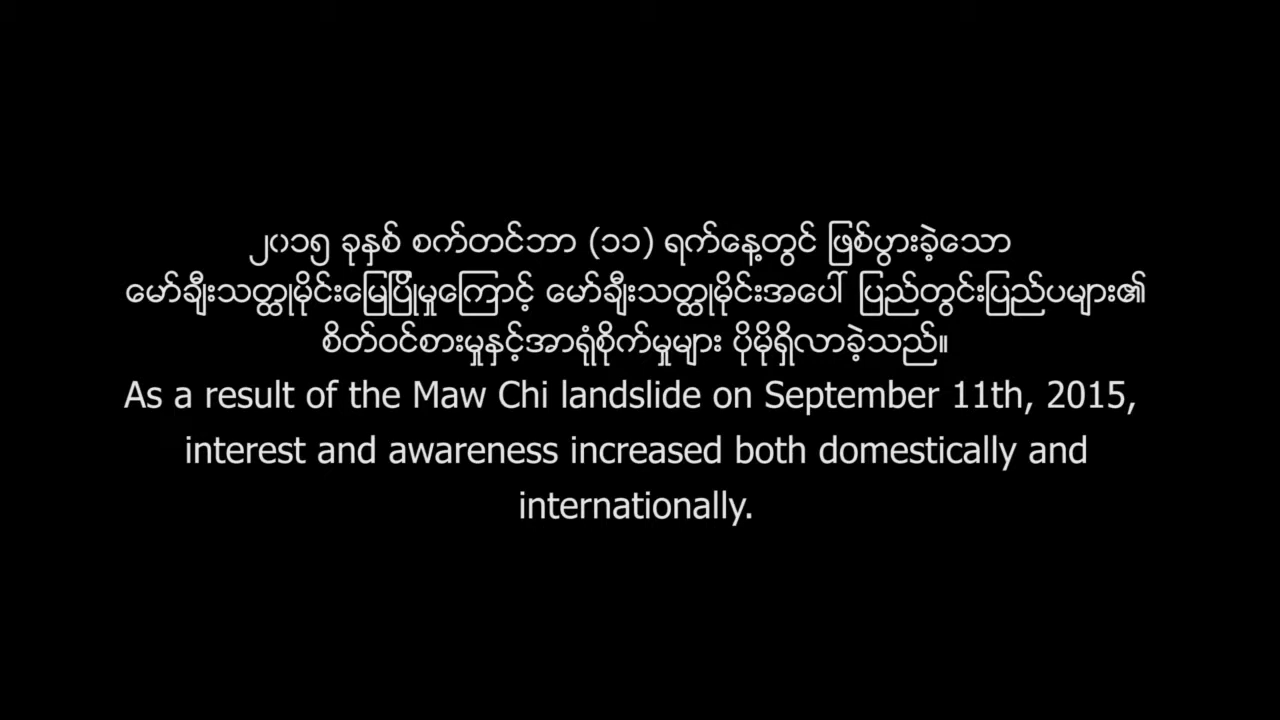 ၂၀၁၅ ခုနှစ် စက်တင်ဘာ (၁၁) ရက်နေ့တွင် ဖြစ်ပွားခဲ့သော
မော်ချီးသတ္ထုမိုင်းမြေပြိုမှုကြောင့် မော်ချီးသတ္ထုမိုင်းအပေါ် ပြည်တွင်းပြည်ပများ၏
စိတ်ဝင်စားမှုနှင့်အာရုံစိုက်မှုများ ပိုမိုရှိလာခဲ့သည်။
As a result of the Maw Chi landslide on September 11th, 2015,
interest and awareness increased both domestically and
internationally.